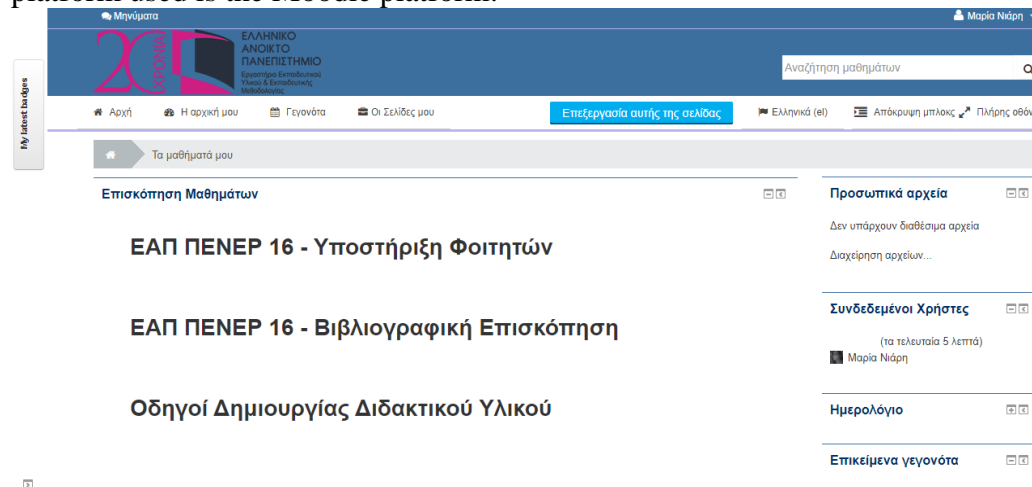 platform used is the Moodle platform.
Μηνύματα
Μαρία Νιάρη
20 ΧΡΟΝΙΑ
ΕΛΛΗΝΙΚΟ
ΑΝΟΙΚΤΟ
ΠΑΝΕΠΙΣΤΗΜΙΟ
Εργαστήριο Εκπαιδευτικού
Υλικού & Εκπαιδευτικής
Μεθοδολογίας
Αναζήτηση μαθημάτων
My latest badges
Αρχή Η αρχική μου Γεγονότα Οι Σελίδες μου Επεξεργασία αυτής της σελίδας Ελληνικά (el) Απόκρυψη μπλοκς Πλήρης οθόν
Τα μαθήματά μου
Επισκόπηση Μαθημάτων
ΕΑΠ ΠΕΝΕΡ 16 - Υποστήριξη Φοιτητών
ΕΑΠ ΠΕΝΕΡ 16 - Βιβλιογραφική Επισκόπηση
Οδηγοί Δημιουργίας Διδακτικού Υλικού
Προσωπικά αρχεία
Δεν υπάρχουν διαθέσιμα αρχεία
Διαχείρηση αρχείων...
Συνδεδεμένοι Χρήστες
(τα τελευταία 5 λεπτά)
Μαρία Νιάρη
Ημερολόγιο
Επικείμενα γεγονότα